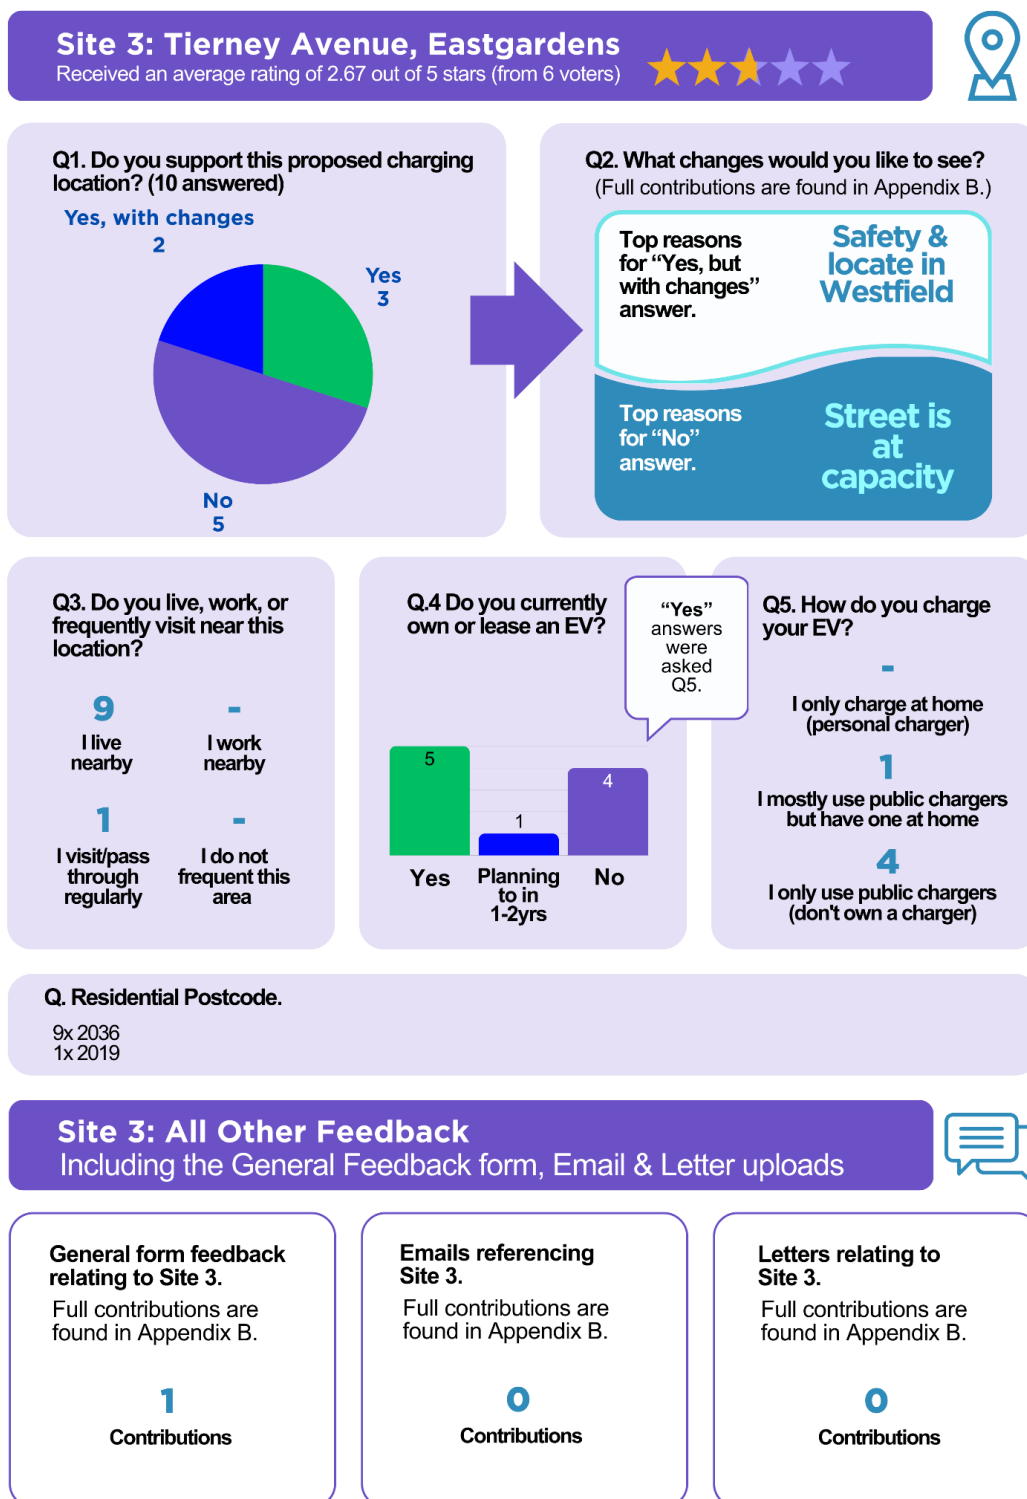 Site 3: Tierney Avenue, Eastgardens
Received an average rating of 2.67 out of 5 stars (from 6 voters)
Q1. Do you support this proposed charging
location? (10 answered)
Yes, with changes
2
Yes
3
No
5
Q2. What changes would you like to see?
(Full contributions are found in Appendix B.)
Top reasons
for “Yes, but
with changes”
answer.
Safety &
locate in
Westfield
Top reasons
for “No”
answer.
Street is
at
capacity
Q3. Do you live, work, or
frequently visit near this
location?
9
I live
nearby
-
I work
nearby
1
I visit/pass
through
regularly
-
I do not
frequent this
area
Q.4 Do you currently
own or lease an EV?
5
1
4
Yes
Planning
to in
1-2yrs
No
“Yes”
answers
were
asked
Q5.
Q5. How do you charge
your EV?
-
I only charge at home
(personal charger)
1
I mostly use public chargers
but have one at home
4
I only use public chargers
(don't own a charger)
Q. Residential Postcode.
9x 2036
1x 2019
Site 3: All Other Feedback
Including the General Feedback form, Email & Letter uploads
General form feedback
relating to Site 3.
Full contributions are
found in Appendix B.
1
Contributions
Emails referencing
Site 3.
Full contributions are
found in Appendix B.
0
Contributions
Letters relating to
Site 3.
Full contributions are
found in Appendix B.
0
Contributions